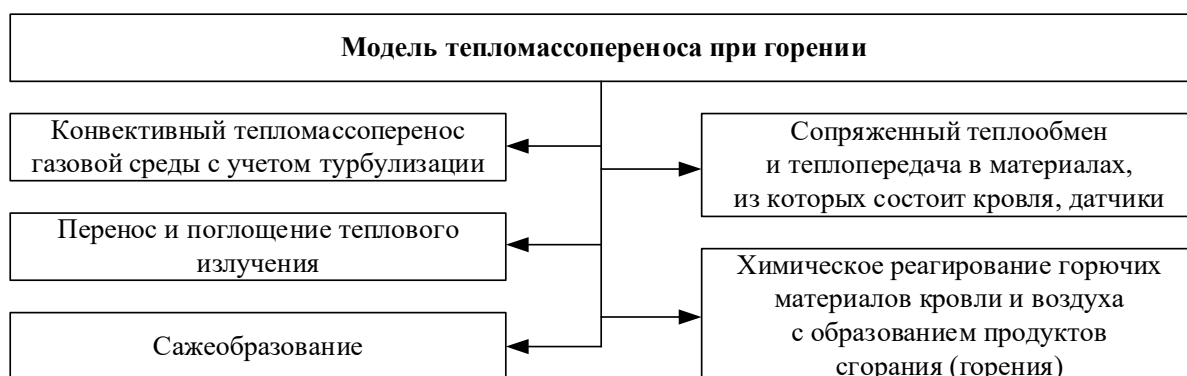 Модель тепломассопереноса при горении
Конвективный тепломассоперенос
газовой среды с учетом турбулизации
Перенос и поглощение теплового
излучения
Сажеобразование
Сопряженный теплообмен
и теплопередача в материалах,
из которых состоит кровля, датчики
Химическое реагирование горючих
материалов кровли и воздуха
с образованием продуктов
сгорания (горения)